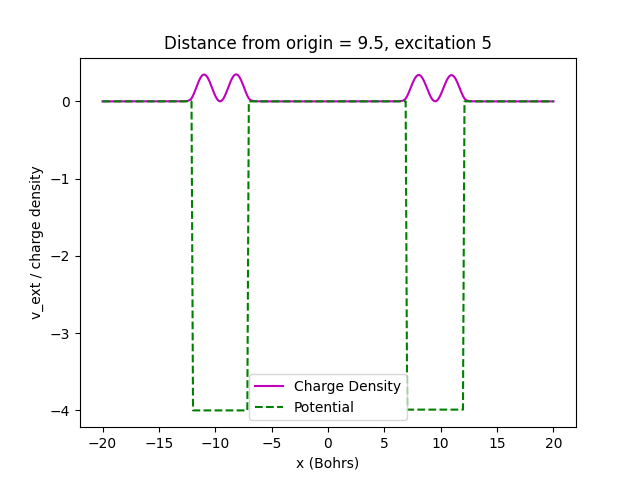 Distance from origin = 9.5, excitation 5
v_ext / charge density
0
−1
−2
−3
−4
Charge Density
Potential
−20
−15
−10
−5
0
5
10
15
20
x (Bohrs)